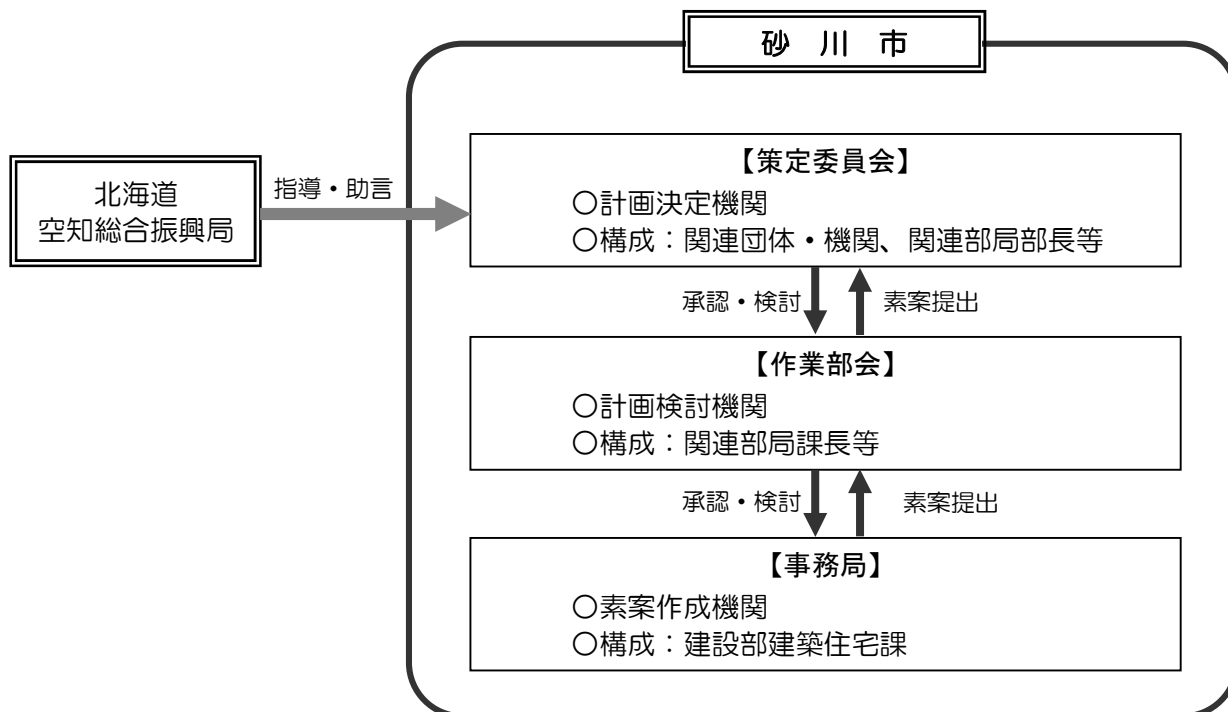 砂 川 市
北海道
空知総合振興局
指導・助言
【策定委員会】
○計画決定機関
○構成：関連団体・機関、関連部局部長等
承認・検討
素案提出
【作業部会】
○計画検討機関
○構成：関連部局課長等
承認・検討
素案提出
【事務局】
○素案作成機関
○構成：建設部建築住宅課